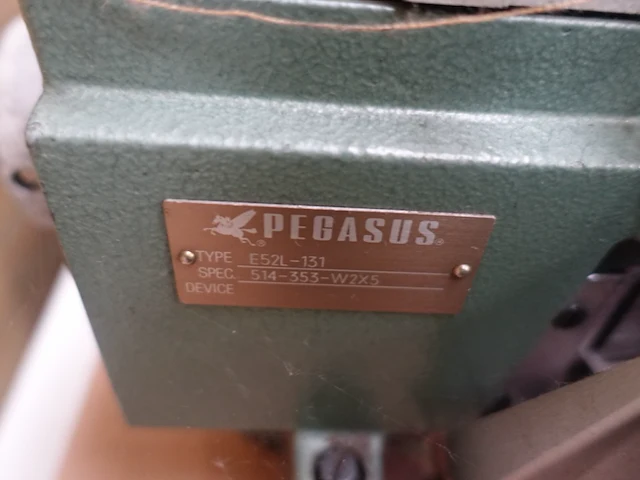 PEGASUS®
TYPE E52L-131
SPEC. 514-353-W2X5
DEVICE